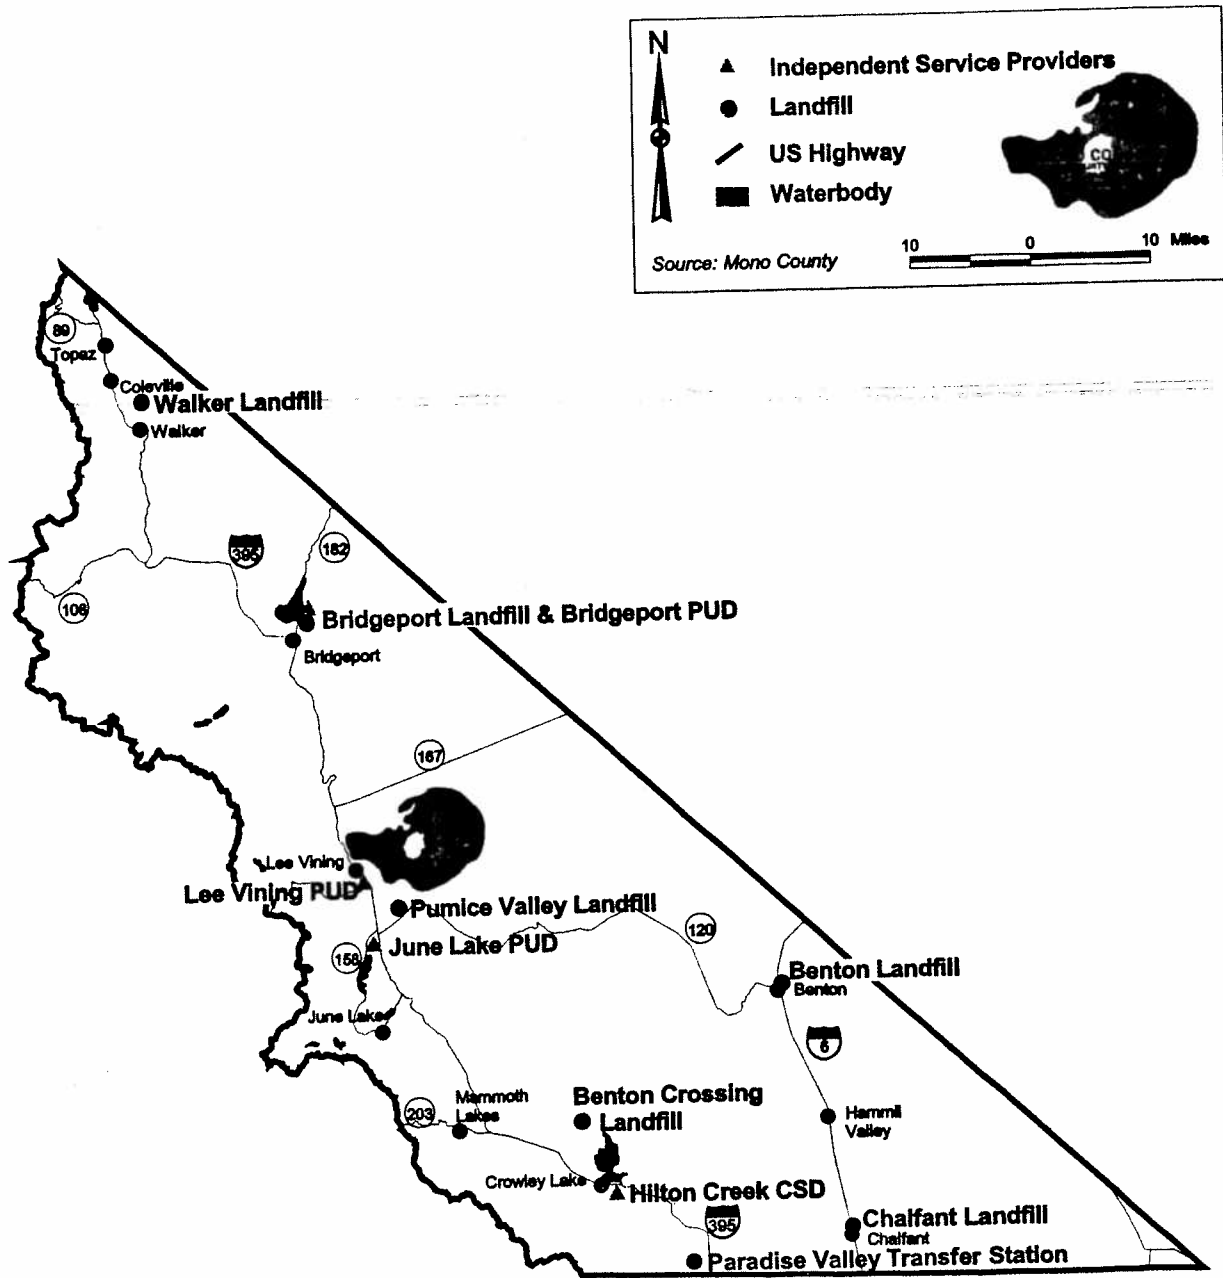 N
Independent Service Providers
Landfill
US Highway
Waterbody
CO
Source: Mono County
10 0 10 Miles
89
Topaz
Coleville
Walker Landfill
Walker
395
182
108
Bridgeport Landfill & Bridgeport PUD
Bridgeport
167
Lee Vining
Lee Vining PUD
Pumice Valley Landfill
120
June Lake PUD
158
Benton Landfill
Benton
June Lake
6
Mammoth
Lakes
203
Benton Crossing
Landfill
Hammil
Valley
Crowley Lake
Hilton Creek CSD
395
Chalfant Landfill
Chalfant
Paradise Valley Transfer Station